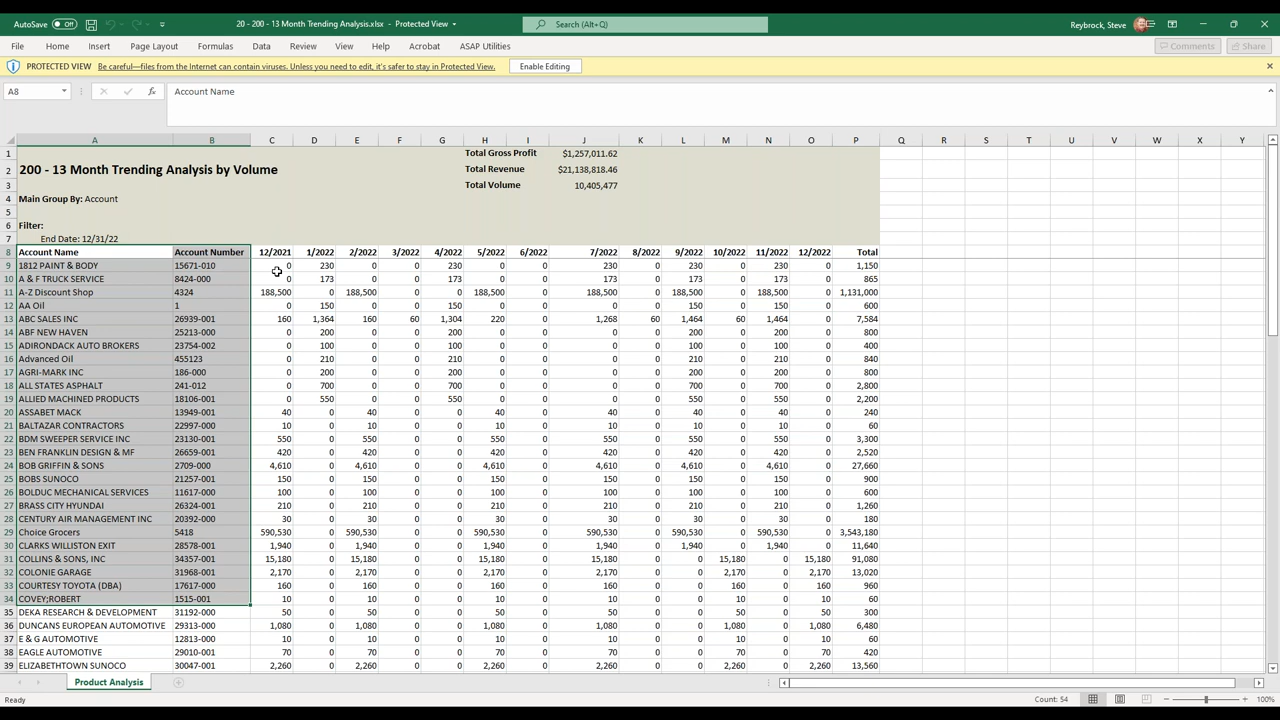 AutoSave Off 20 - 200 - 13 Month Trending Analysis.xlsx - Protected View Search (Alt+Q) Reybrock, Steve
File Home Insert Page Layout Formulas Data Review View Help Acrobat ASAP Utilities Comments Share
PROTECTED VIEW Be careful—files from the Internet can contain viruses. Unless you need to edit, it's safer to stay in Protected View. Enable Editing
A8 fx Account Name
A B C D E F G H I J K L M N O P Q R S T U V W X Y
1 Total Gross Profit $1,257,011.62
2 200 - 13 Month Trending Analysis by Volume Total Revenue $21,138,818.46
3 Total Volume 10,405,477
4 Main Group By: Account
5
6 Filter:
7 End Date: 12/31/22
8 Account Name Account Number 12/2021 1/2022 2/2022 3/2022 4/2022 5/2022 6/2022 7/2022 8/2022 9/2022 10/2022 11/2022 12/2022 Total
9 1812 PAINT & BODY 15671-010 0 230 0 0 230 0 0 230 0 230 0 230 0 1,150
10 A & F TRUCK SERVICE 8424-000 0 173 0 0 173 0 0 173 0 173 0 173 0 865
11 A-Z Discount Shop 4324 188,500 0 188,500 0 0 188,500 0 188,500 0 188,500 0 188,500 0 1,131,000
12 AA Oil 1 0 150 0 0 150 0 0 0 0 150 0 150 0 600
13 ABC SALES INC 26939-001 160 1,364 160 60 1,304 220 0 1,268 60 1,464 60 1,464 0 7,584
14 ABF NEW HAVEN 25213-000 0 200 0 0 200 0 0 0 0 200 0 200 0 800
15 ADIRONDACK AUTO BROKERS 23754-002 0 100 0 0 100 0 0 0 0 100 0 100 0 400
16 Advanced Oil 455123 0 210 0 0 210 0 0 0 0 210 0 210 0 840
17 AGRI-MARK INC 186-000 0 200 0 0 200 0 0 0 0 200 0 200 0 800
18 ALL STATES ASPHALT 241-012 0 700 0 0 700 0 0 0 0 700 0 700 0 2,800
19 ALLIED MACHINED PRODUCTS 18106-001 0 550 0 0 550 0 0 0 0 550 0 550 0 2,200
20 ASSABET MACK 13949-001 40 0 40 0 0 40 0 40 0 40 0 40 0 240
21 BALTAZAR CONTRACTORS 22997-000 10 0 10 0 0 10 0 10 0 10 0 10 0 60
22 BDM SWEEPER SERVICE INC 23130-001 550 0 550 0 0 550 0 550 0 550 0 550 0 3,300
23 BEN FRANKLIN DESIGN & MF 26659-001 420 0 420 0 0 420 0 420 0 420 0 420 0 2,520
24 BOB GRIFFIN & SONS 2709-000 4,610 0 4,610 0 0 4,610 0 4,610 0 4,610 0 4,610 0 27,660
25 BOBS SUNOCO 21257-001 150 0 150 0 0 150 0 150 0 150 0 150 0 900
26 BOLDUC MECHANICAL SERVICES 11617-000 100 0 100 0 0 100 0 100 0 100 0 100 0 600
27 BRASS CITY HYUNDAI 26324-001 210 0 210 0 0 210 0 210 0 210 0 210 0 1,260
28 CENTURY AIR MANAGEMENT INC 20392-000 30 0 30 0 0 30 0 30 0 30 0 30 0 180
29 Choice Grocers 5418 590,530 0 590,530 0 0 590,530 0 590,530 0 590,530 0 590,530 0 3,543,180
30 CLARKS WILLISTON EXIT 28578-001 1,940 0 1,940 0 0 1,940 0 1,940 0 1,940 0 1,940 0 11,640
31 COLLINS & SONS, INC 34357-001 15,180 0 15,180 0 0 15,180 0 15,180 0 0 15,180 0 15,180 91,080
32 COLONIE GARAGE 31968-001 2,170 0 2,170 0 0 2,170 0 2,170 0 0 2,170 0 2,170 13,020
33 COURTESY TOYOTA (DBA) 17617-000 160 0 160 0 0 160 0 160 0 0 160 0 160 960
34 COVEY;ROBERT 1515-001 10 0 10 0 0 10 0 10 0 0 10 0 10 60
35 DEKA RESEARCH & DEVELOPMENT 31192-000 50 0 50 0 0 50 0 50 0 0 50 0 50 300
36 DUNCANS EUROPEAN AUTOMOTIVE 29313-000 1,080 0 1,080 0 0 1,080 0 1,080 0 0 1,080 0 1,080 6,480
37 E & G AUTOMOTIVE 12813-000 10 0 10 0 0 10 0 10 0 0 10 0 10 60
38 EAGLE AUTOMOTIVE 29010-001 70 0 70 0 0 70 0 70 0 0 70 0 70 420
39 ELIZABETHTOWN SUNOCO 30047-001 2,260 0 2,260 0 0 2,260 0 2,260 0 0 2,260 0 2,260 13,560
Product Analysis
Ready Count: 54 100%